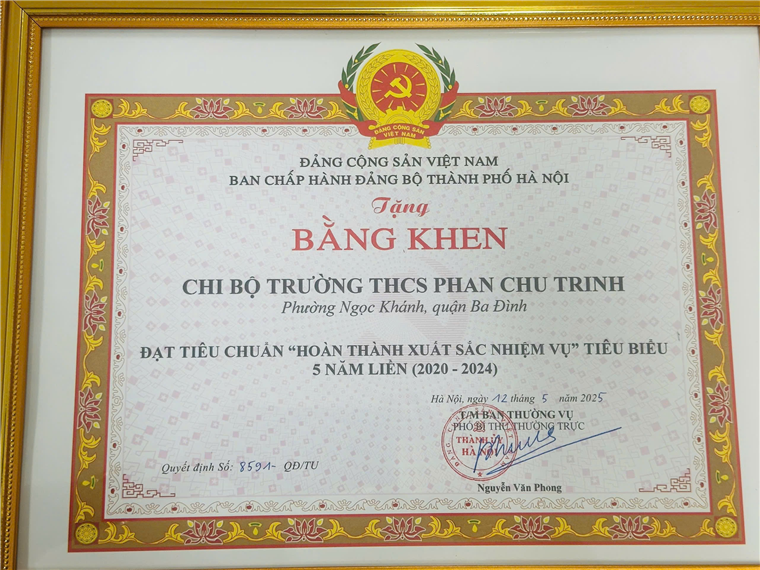 ĐẢNG CỘNG SẢN
VIỆT NAM
ĐẢNG CỘNG SẢN VIỆT NAM
BAN CHẤP HÀNH ĐẢNG BỘ THÀNH PHỐ HÀ NỘI
Tặng
BẰNG KHEN
CHI BỘ TRƯỜNG THCS PHAN CHU TRINH
Phường Ngọc Khánh, quận Ba Đình
ĐẠT TIÊU CHUẨN “HOÀN THÀNH XUẤT SẮC NHIỆM VỤ” TIÊU BIỂU
5 NĂM LIỀN (2020 - 2024)
Hà Nội, ngày 12 tháng 5 năm 2025
T/M BAN THƯỜNG VỤ
PHÓ BÍ THƯ THƯỜNG TRỰC
THÀNH ỦY
HÀ NỘI
Quyết định Số: 8591- QĐ/TU
Nguyễn Văn Phong